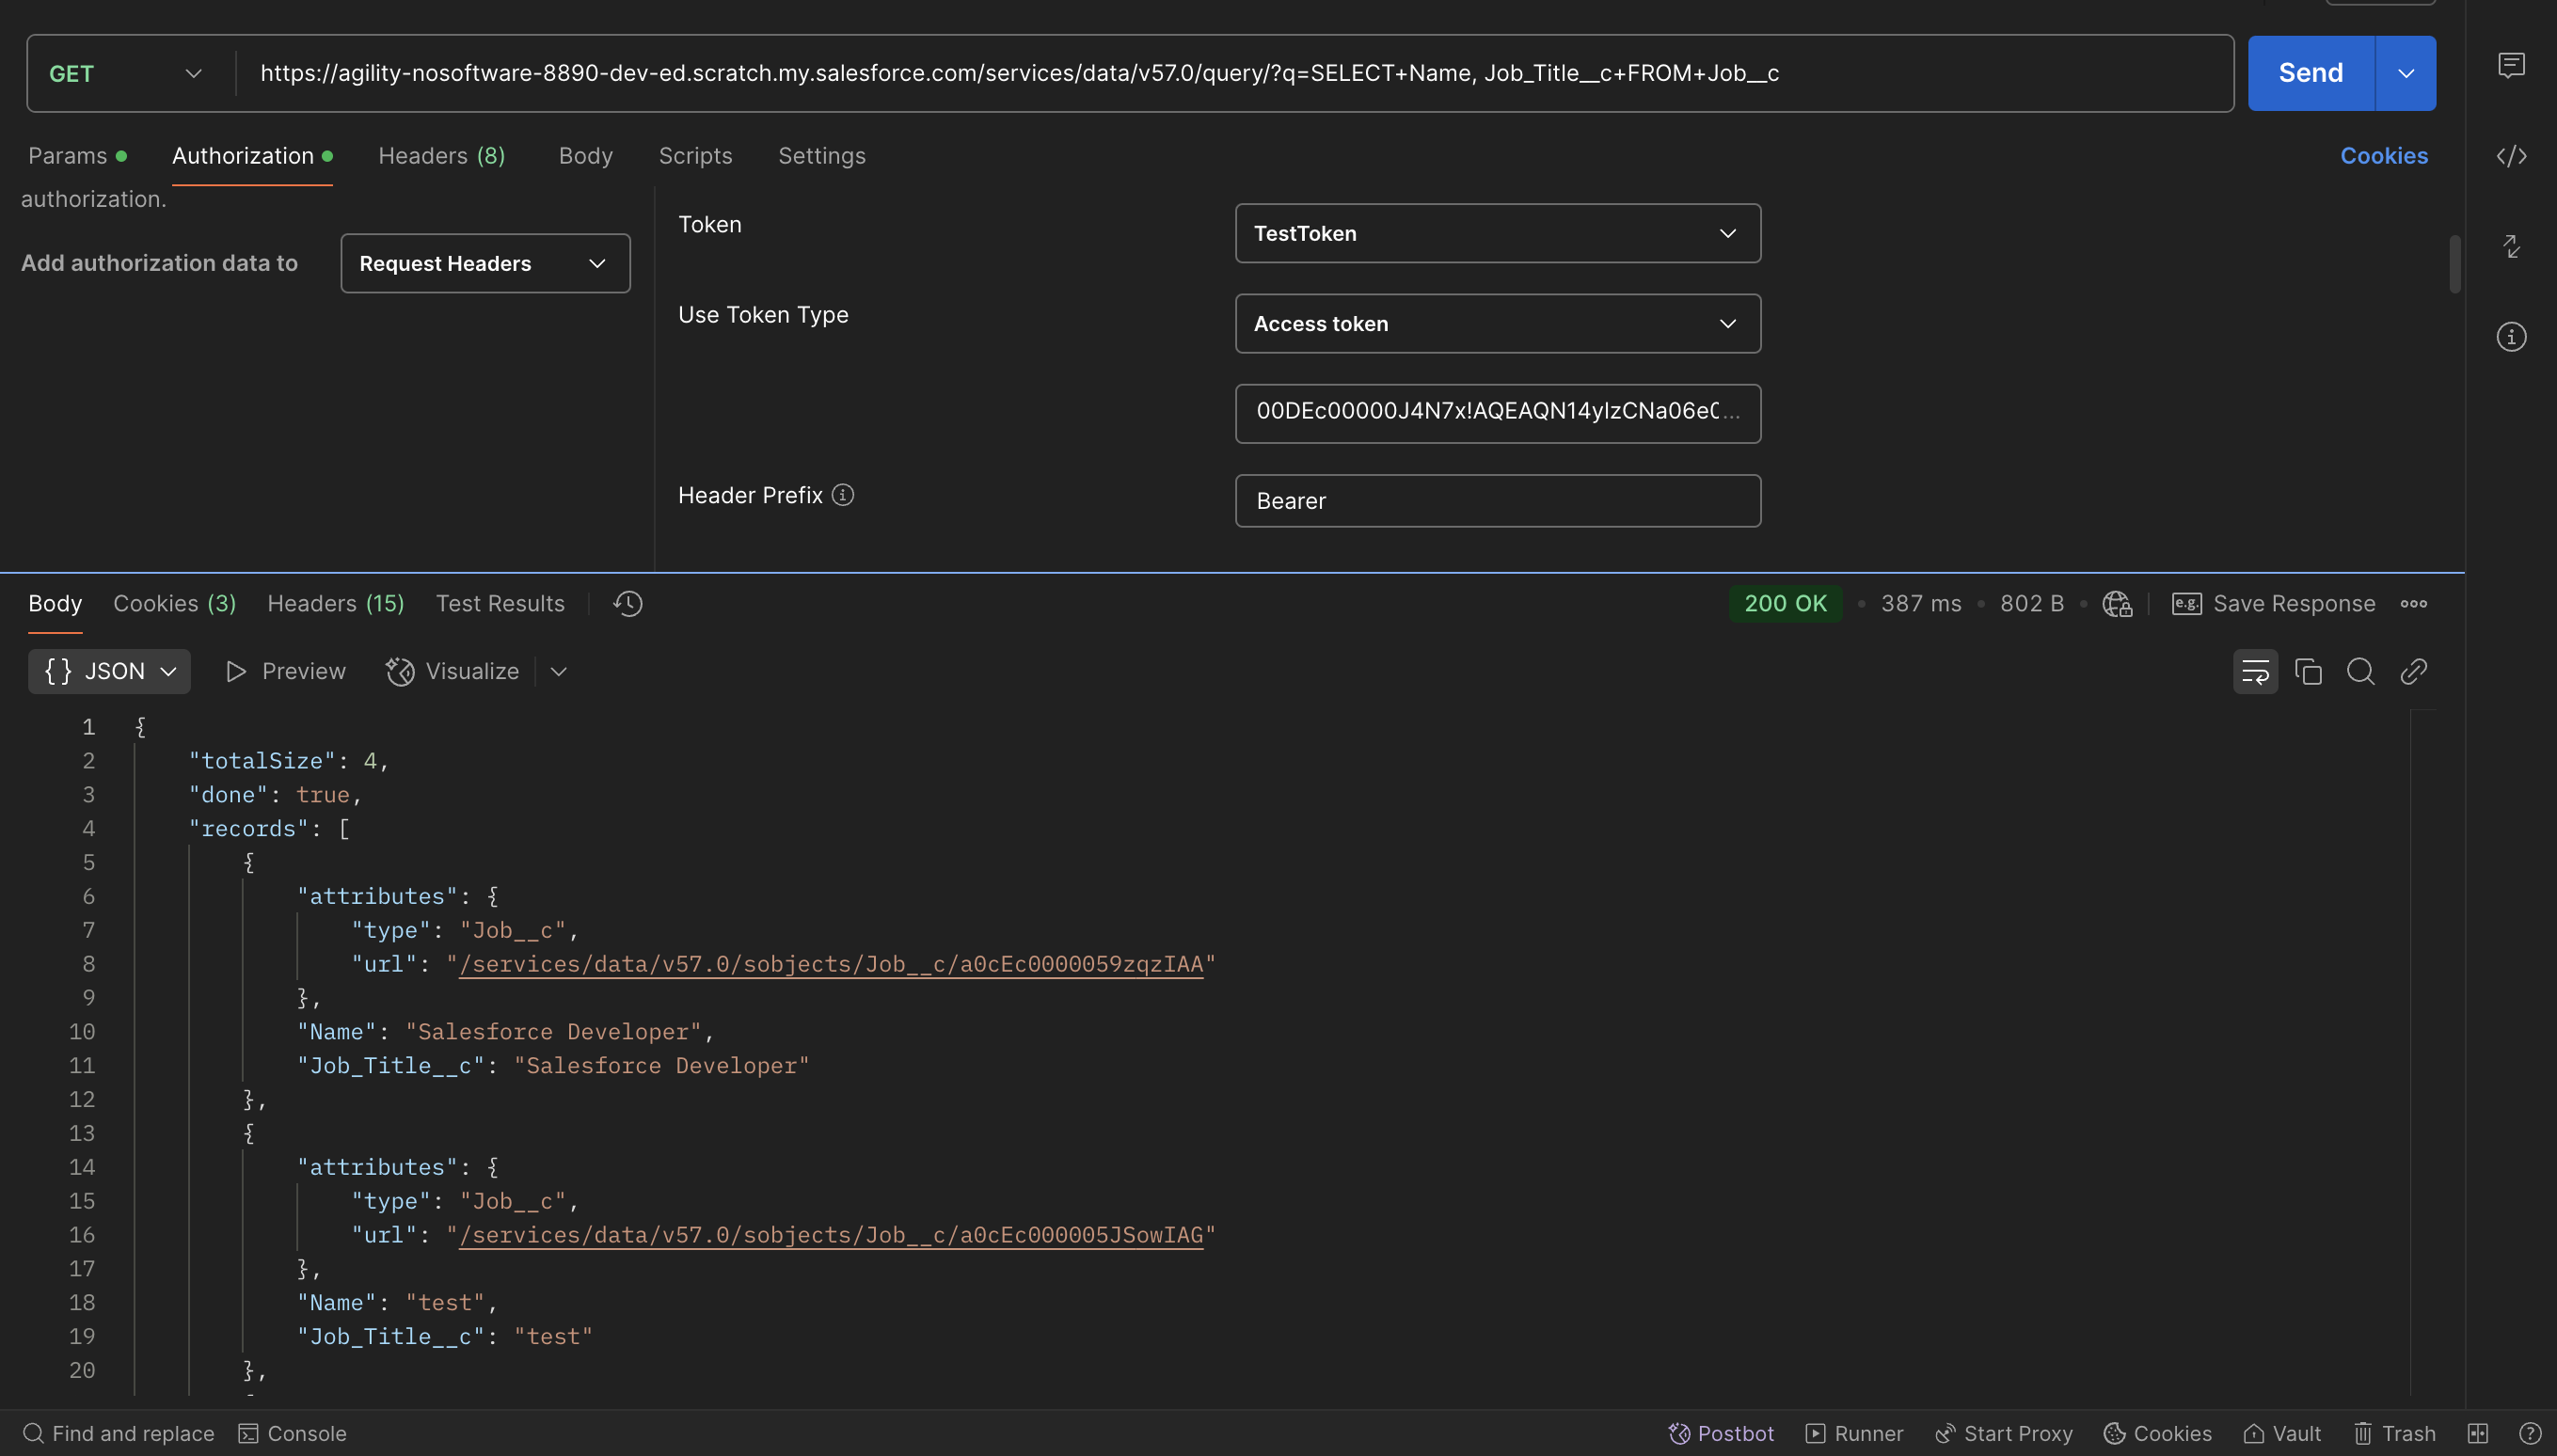 GET
https://agility-nosoftware-8890-dev-ed.scratch.my.salesforce.com/services/data/v57.0/query/?q=SELECT+Name, Job_Title__c+FROM+Job__c
Send
Params
Authorization
Headers (8)
Body
Scripts
Settings
Cookies
authorization.
Add authorization data to
Request Headers
Token
TestToken
Use Token Type
Access token
00DEc00000J4N7x!AQEAQN14yIzCNa06e...
Header Prefix
Bearer
Body
Cookies (3)
Headers (15)
Test Results
200 OK
387 ms
802 B
e.g. Save Response
{} JSON
Preview
Visualize
1 {
2 "totalSize": 4,
3 "done": true,
4 "records": [
5 {
6 "attributes": {
7 "type": "Job__c",
8 "url": "/services/data/v57.0/sobjects/Job__c/a0cEc0000059zqzIAA"
9 },
10 "Name": "Salesforce Developer",
11 "Job_Title__c": "Salesforce Developer"
12 },
13 {
14 "attributes": {
15 "type": "Job__c",
16 "url": "/services/data/v57.0/sobjects/Job__c/a0cEc000005JSowIAG"
17 },
18 "Name": "test",
19 "Job_Title__c": "test"
20 },
Find and replace
Console
Postbot
Runner
Start Proxy
Cookies
Vault
Trash